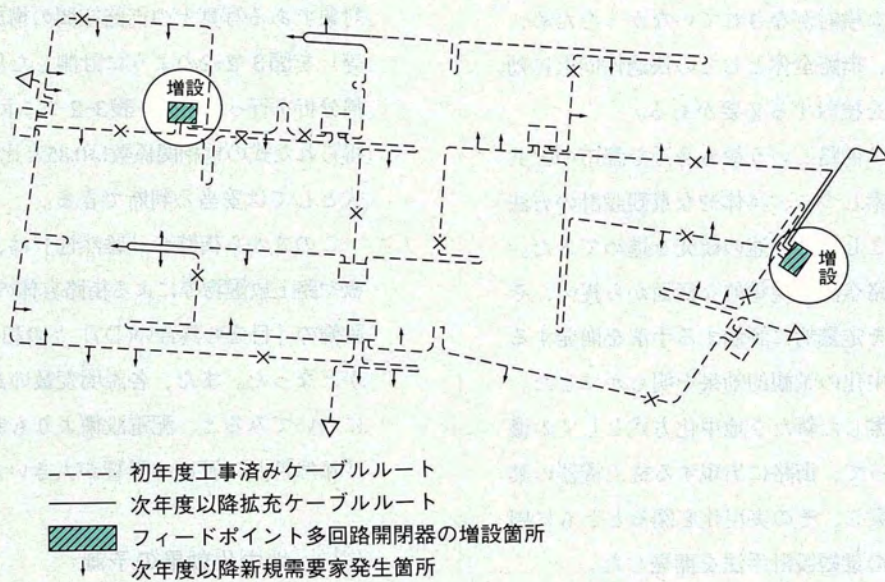 増設
増設
初年度工事済みケーブルルート
次年度以降拡充ケーブルルート
フィードポイント多回路開閉器の増設箇所
次年度以降新規需要家発生箇所